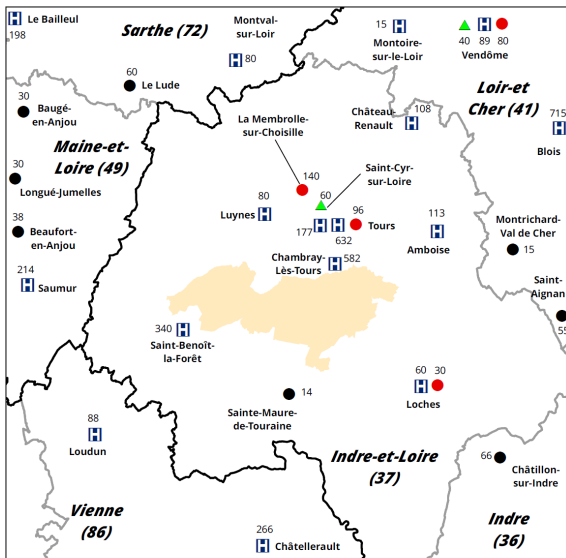 Le Bailleul
198
Sarthe (72)
Montval-
sur-Loir
80
15
Montoire-
sur-le-Loir
40
89
80
Vendôme
60
Le Lude
30
Baugé-
en-Anjou
Loir-et
Cher (41)
La Membrolle-
sur-Choisille
Château-
Renault
108
715
Blois
Maine-et-
Loire (49)
30
Longué-Jumelles
140
60
Saint-Cyr-
sur-Loire
80
Luynes
177
632
96
Tours
113
Amboise
38
Beaufort-
en-Anjou
Montrichard-
Val de Cher
15
Chambray-
Lès-Tours
582
214
Saumur
Saint-
Aignan
55
340
Saint-Benoît-
la-Forêt
14
Sainte-Maure-
de-Touraine
60
30
Loches
88
Loudun
Indre-et-Loire
(37)
66
Châtillon-
sur-Indre
Vienne
(86)
Indre
(36)
266
Châtellerault